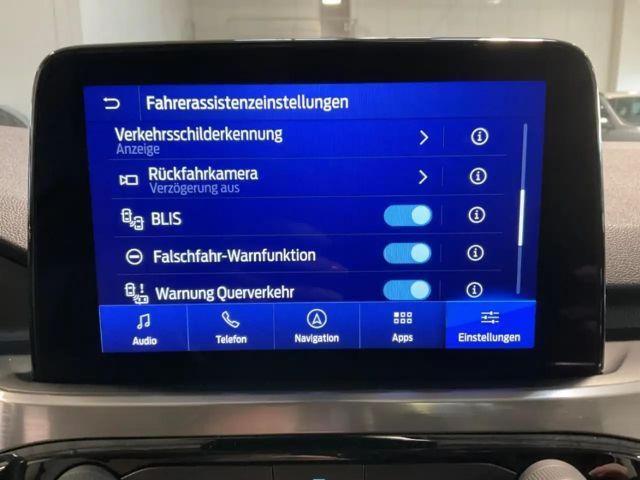 Fahrerassistenzeinstellungen
Verkehrsschilderkennung
Anzeige
Rückfahrkamera
Verzögerung aus
BLIS
Falschfahr-Warnfunktion
Warnung Querverkehr
Audio Telefon Navigation Apps Einstellungen